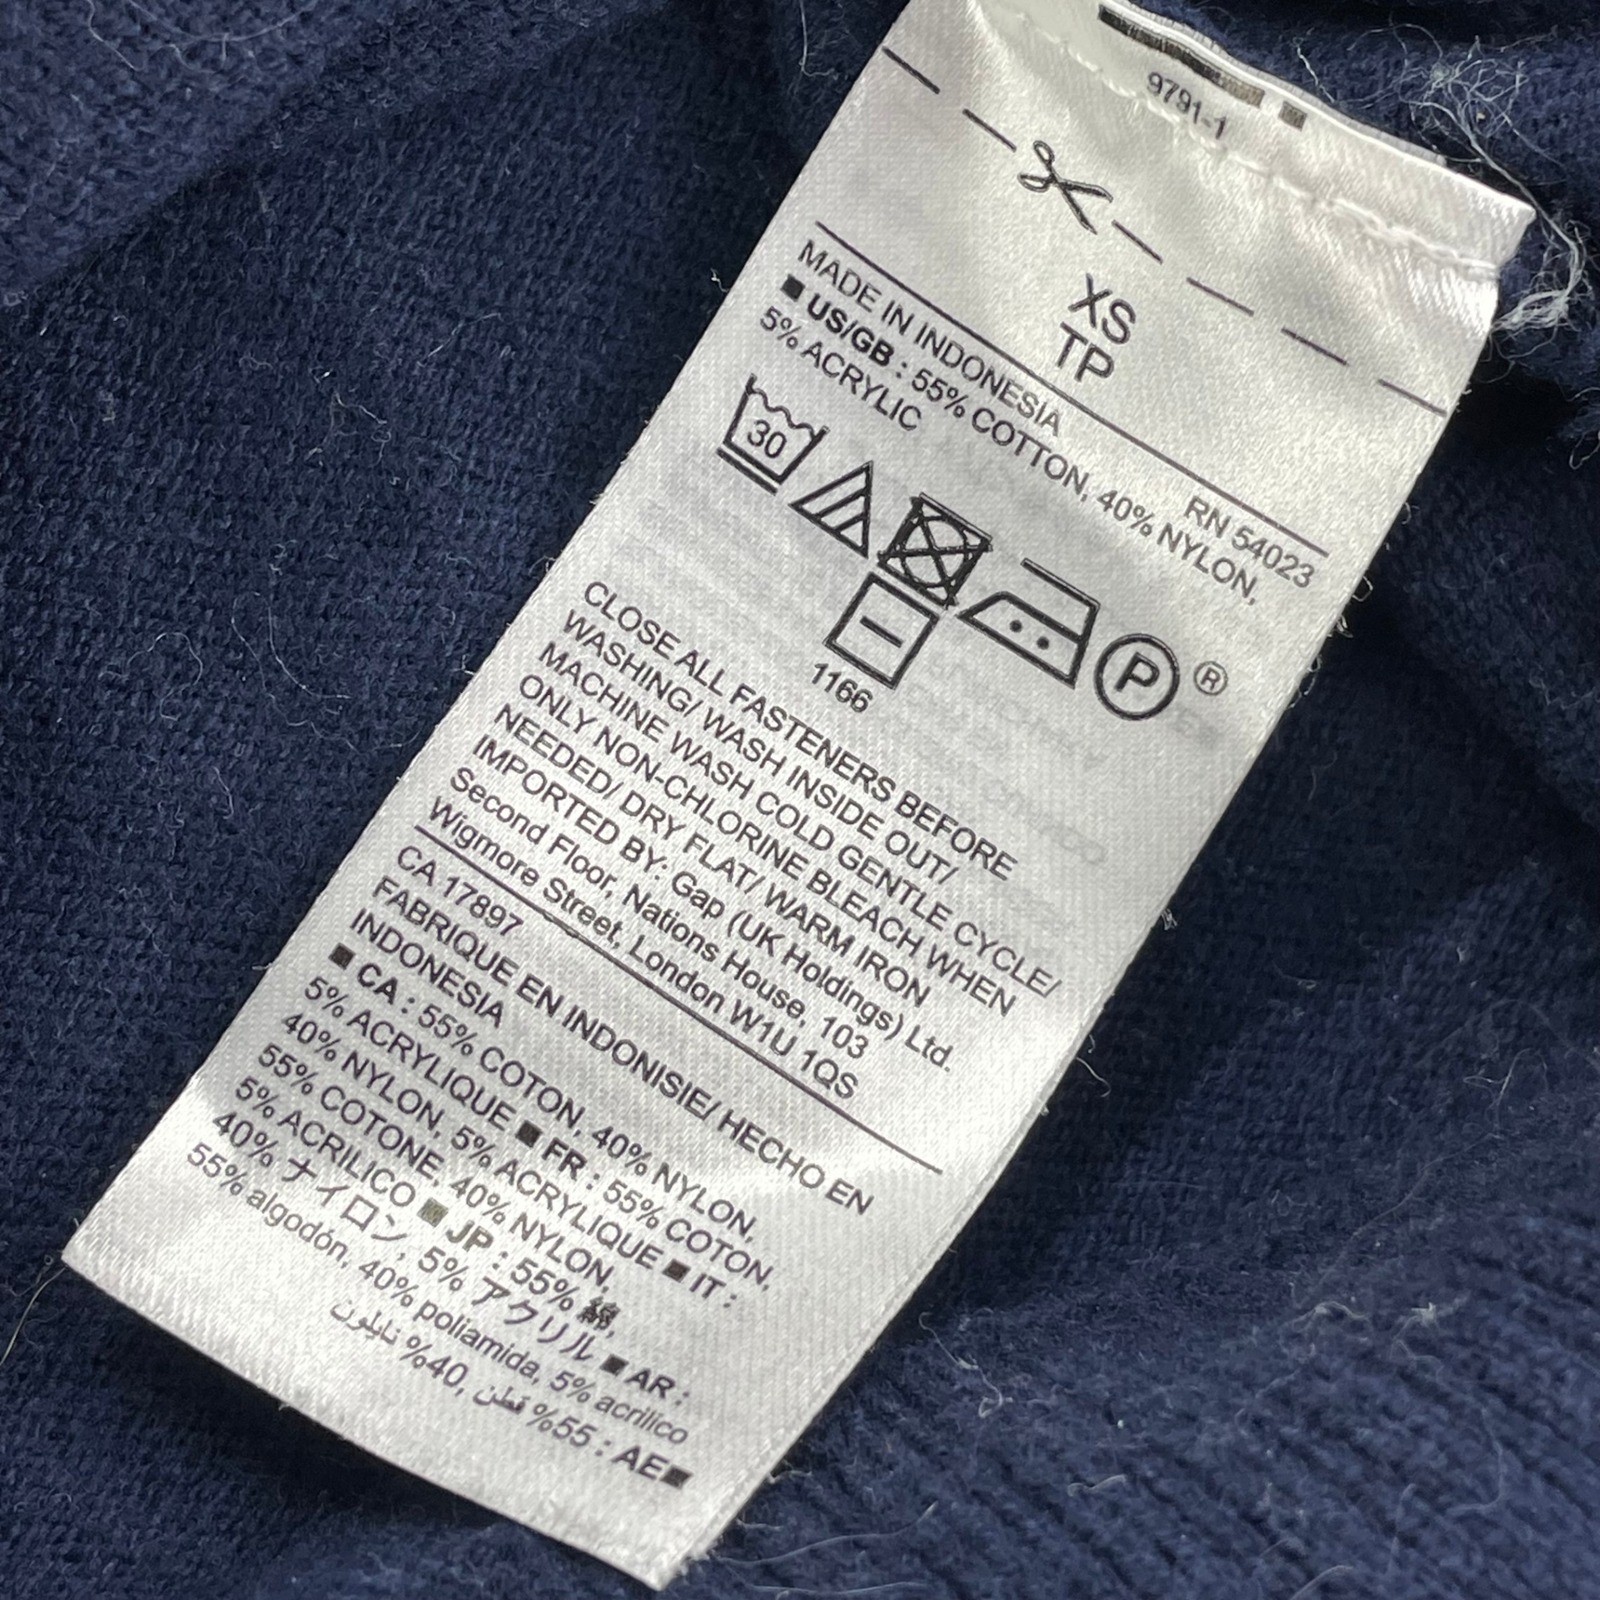 9791-1
XS
TP
MADE IN INDONESIA RN 54023
■ US/GB : 55% COTTON, 40% NYLON,
5% ACRYLIC
30
P ®
1166
CLOSE ALL FASTENERS BEFORE
WASHING/ WASH INSIDE OUT/
MACHINE WASH COLD GENTLE CYCLE/
ONLY NON-CHLORINE BLEACH WHEN
NEEDED/ DRY FLAT/ WARM IRON
IMPORTED BY: Gap (UK Holdings) Ltd.
Second Floor, Nations House, 103
Wigmore Street, London W1U 1QS
CA 17897
FABRIQUE EN INDONISIE/ HECHO EN
INDONESIA
■ CA : 55% COTON, 40% NYLON,
5% ACRYLIQUE ■ FR : 55% COTON,
40% NYLON, 5% ACRYLIQUE ■ IT :
55% COTONE, 40% NYLON,
5% ACRILICO ■ JP : 55% 綿,
40% ナイロン, 5% アクリル ■ AR :
55% algodón, 40% poliamida, 5% acrílico
■AE : 55% قطن, 40% نايلون